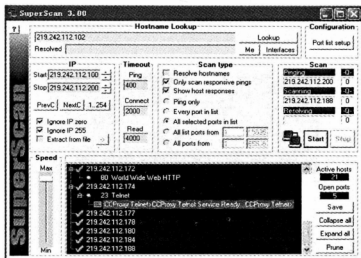 SuperScan 3.00
Hostname Lookup
219.242.112.102
Lookup
Resolved
Me
Interfaces
Configuration
Port list setup
IP
Start 219.242.112.100
Stop 219.242.112.200
PrevC NextC 1..254
Ignore IP zero
Ignore IP 255
Extract from file
Timeout
Ping
400
Connect
2000
Read
4000
Scan type
Resolve hostnames
Only scan responsive pings
Show host responses
Ping only
Every port in list
All selected ports in list
All list ports from
All ports from
Scan
Pinging
219.242.112.200 0
Scanning
219.242.112.188 0
Resolving
0
Start
Stop
SuperScan
Speed
Max
Min
219.242.112.172
80 World Wide Web HTTP
219.242.112.174
23 Telnet
CCProxy Telnet>CCProxy Telnet Service Ready...CCProxy Telnet>
219.242.112.177
219.242.112.178
219.242.112.180
219.242.112.184
219.242.112.188
Active hosts
21
Open ports
5
Save
Collapse all
Expand all
Prune